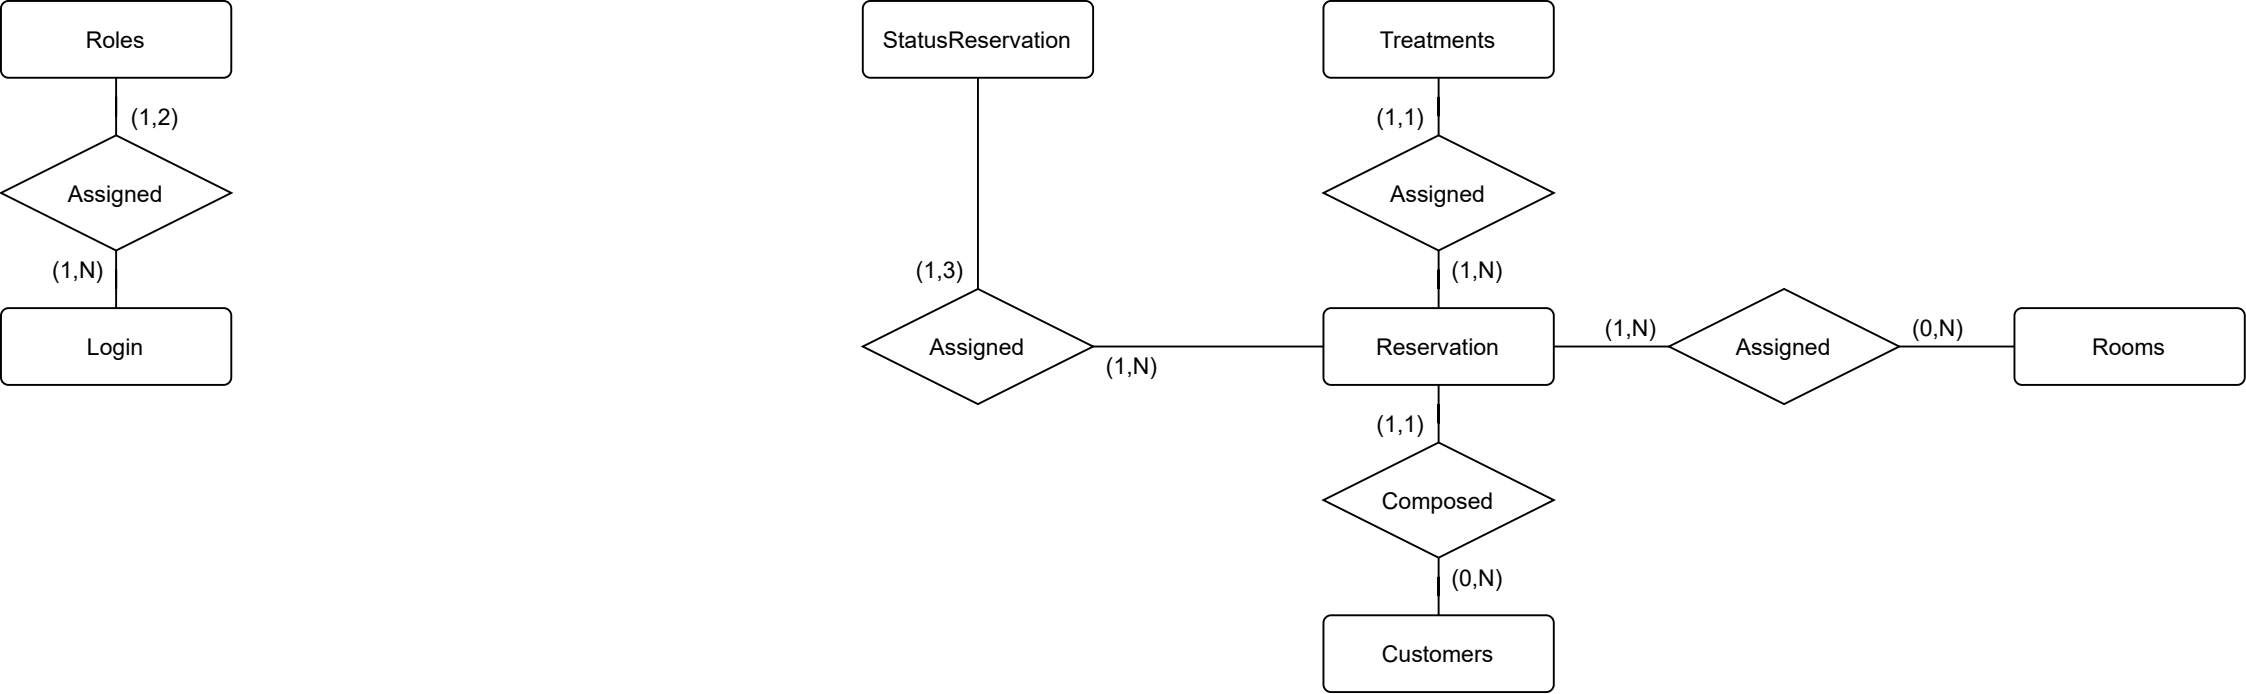 Roles
StatusReservation
Treatments
(1,2)
(1,1)
Assigned
Assigned
(1,N)
(1,3)
(1,N)
(1,N)
(0,N)
Login
Assigned
Reservation
Assigned
Rooms
(1,N)
(1,1)
Composed
(0,N)
Customers